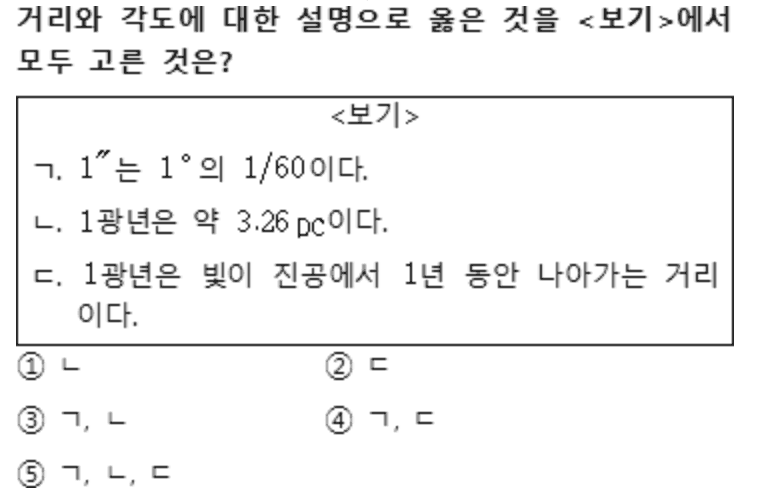 거리와 각도에 대한 설명으로 옳은 것을 <보기>에서
모두 고른 것은?
<보기>
ㄱ. 1″는 1°의 1/60이다.
ㄴ. 1광년은 약 3.26 pc이다.
ㄷ. 1광년은 빛이 진공에서 1년 동안 나아가는 거리
이다.
① ㄴ ② ㄷ
③ ㄱ, ㄴ ④ ㄱ, ㄷ
⑤ ㄱ, ㄴ, ㄷ